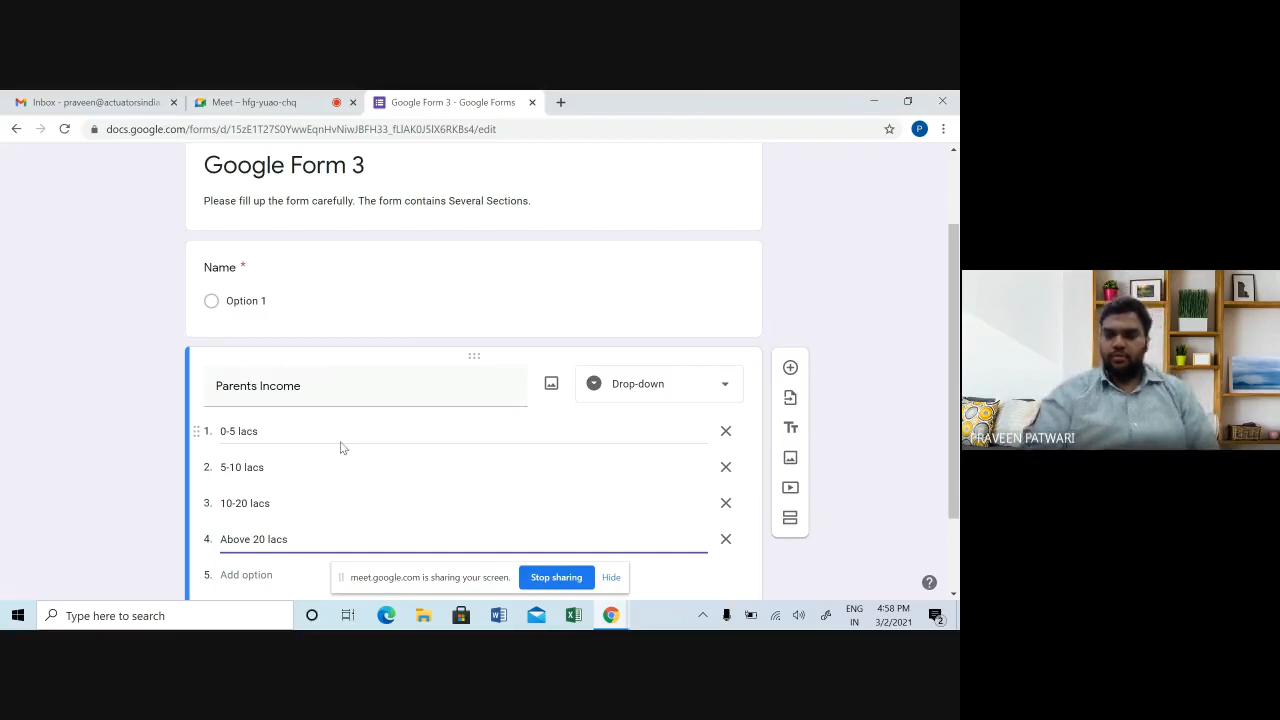 Inbox - praveen@actuatorsindia
Meet – hfg-yuao-chq
Google Form 3 - Google Forms
docs.google.com/forms/d/15zE1T27S0YwwEqnHvNiwJBFH33_fLlAK0J5lX6RKBs4/edit
P
Google Form 3
Please fill up the form carefully. The form contains Several Sections.
Name *
Option 1
Parents Income
Drop-down
1. 0-5 lacs
2. 5-10 lacs
3. 10-20 lacs
4. Above 20 lacs
5. Add option
meet.google.com is sharing your screen. Stop sharing Hide
PRAVEEN PATWARI
Type here to search
ENG
IN
4:58 PM
3/2/2021
2